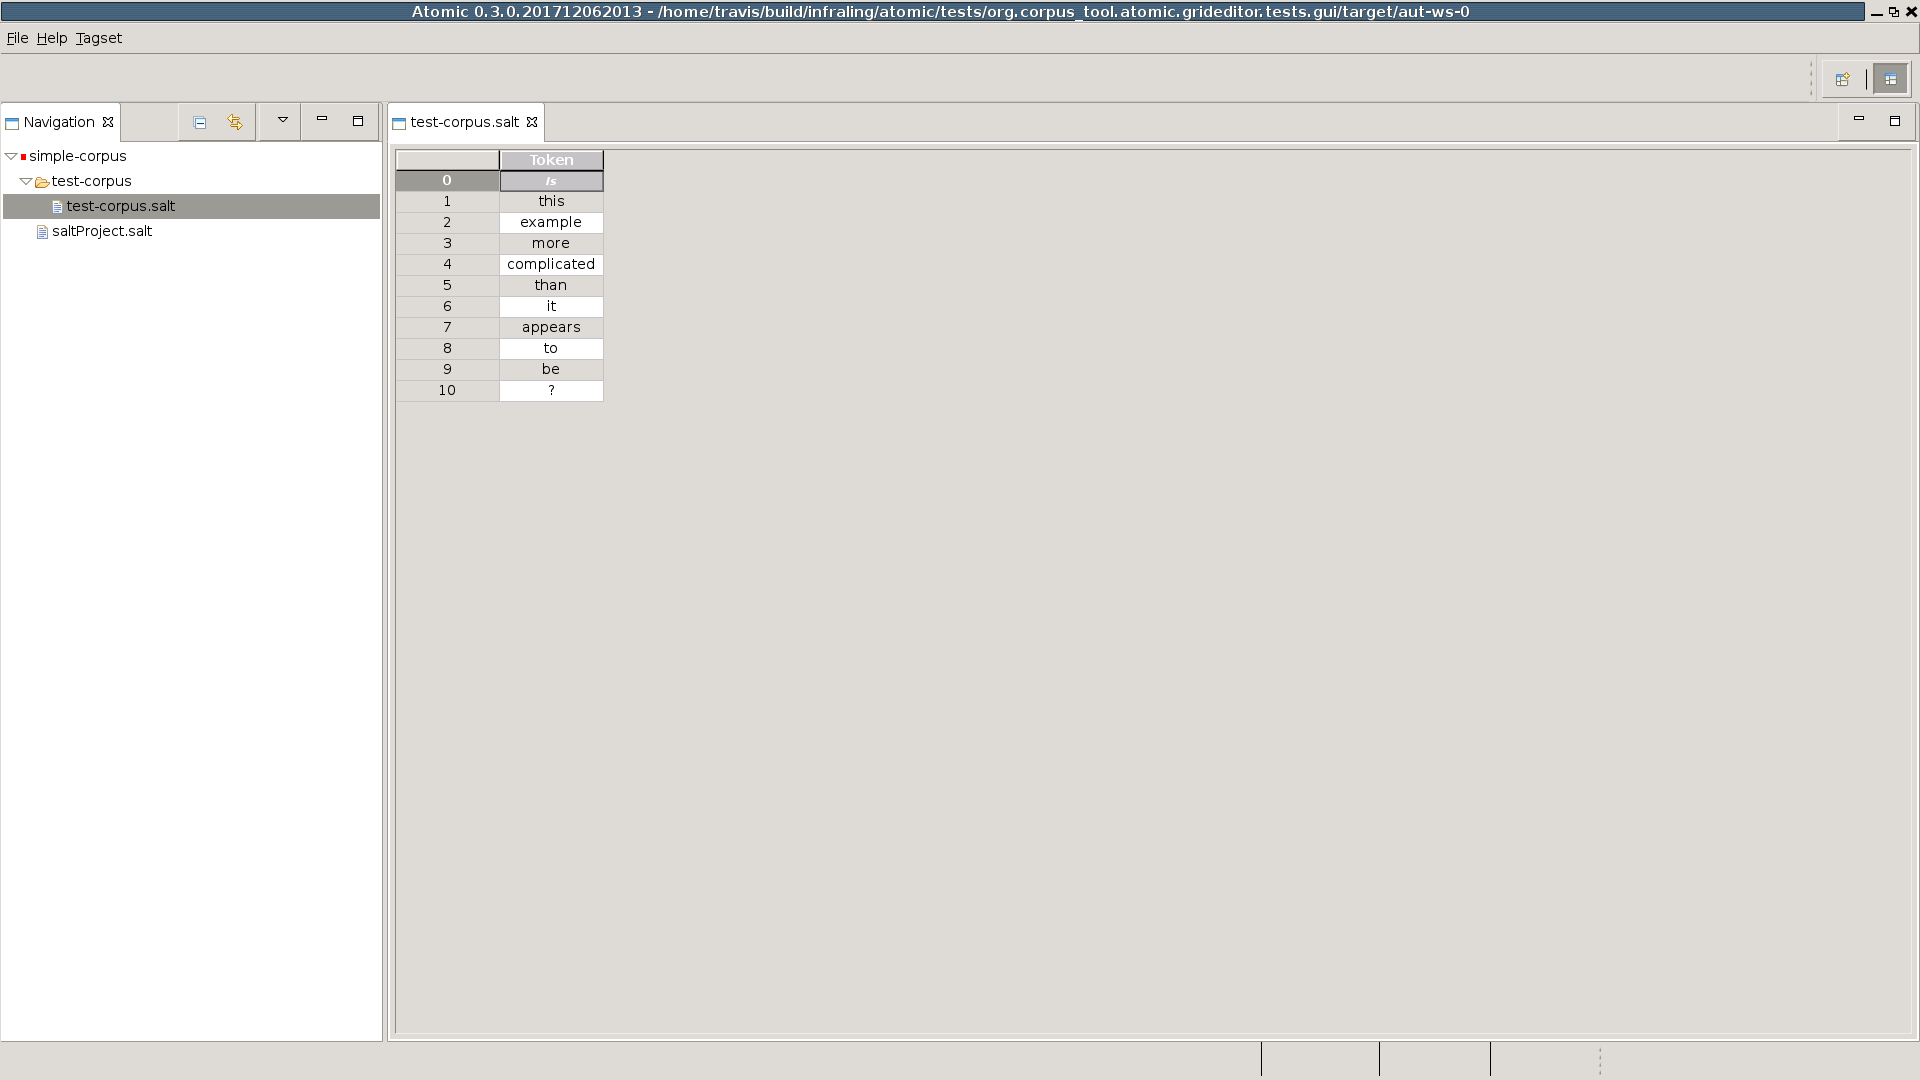 Atomic 0.3.0.201712062013 - /home/travis/build/infraling/atomic/tests/org.corpus_tool.atomic.grideditor.tests.gui/target/aut-ws-0
File Help Tagset
Navigation
test-corpus.salt
simple-corpus
test-corpus
test-corpus.salt
saltProject.salt
Token
0 Is
1 this
2 example
3 more
4 complicated
5 than
6 it
7 appears
8 to
9 be
10 ?